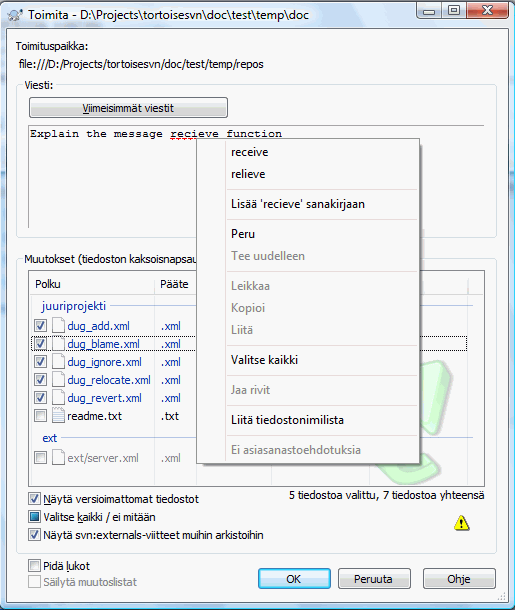 Toimita - D:\Projects\tortoisesvn\doc\test\temp\doc
Toimituspaikka:
file:///D:/Projects/tortoisesvn/doc/test/temp/repos
Viesti:
Viimeisimmät viestit
Explain the message recieve function
receive
relieve
Lisää 'recieve' sanakirjaan
Peru
Tee uudelleen
Leikkaa
Kopioi
Liitä
Valitse kaikki
Jaa rivit
Liitä tiedostonimilista
Ei asiasanastoehdotuksia
Muutokset (tiedoston kaksoisnapsau
Polku Pääte
juuriprojekti
dug_add.xml .xml
dug_blame.xml .xml
dug_ignore.xml .xml
dug_relocate.xml .xml
dug_revert.xml .xml
readme.txt .txt
ext
ext/server.xml .xml
Näytä versioimattomat tiedostot
5 tiedostoa valittu, 7 tiedostoa yhteensä
Valitse kaikki / ei mitään
Näytä svn:externals-viitteet muihin arkistoihin
Pidä lukot
Säilytä muutoslistat
OK Peruuta Ohje